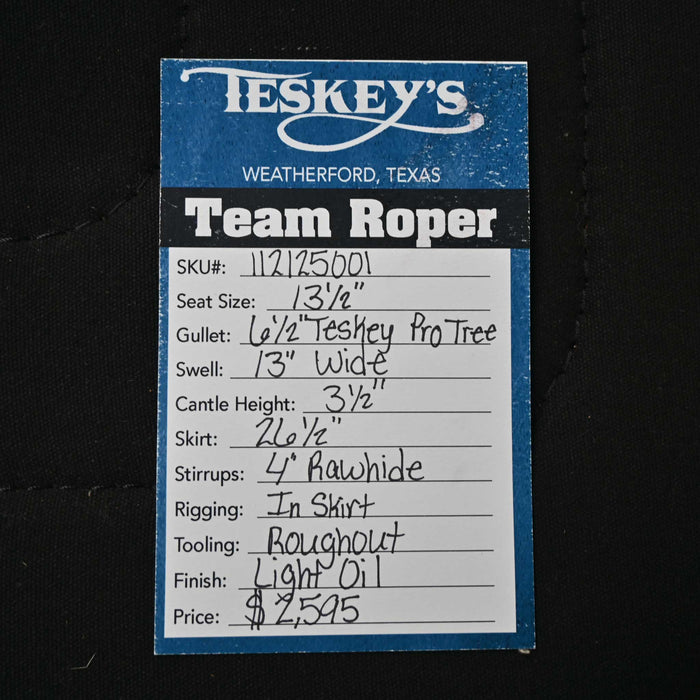 TESKEY'S
WEATHERFORD, TEXAS
Team Roper
SKU#: 112125001
Seat Size: 13½"
Gullet: 6½" Teskey Pro Tree
Swell: 13" Wide
Cantle Height: 3½"
Skirt: 26½"
Stirrups: 4" Rawhide
Rigging: In Skirt
Tooling: Roughout
Finish: Light Oil
Price: $2,595